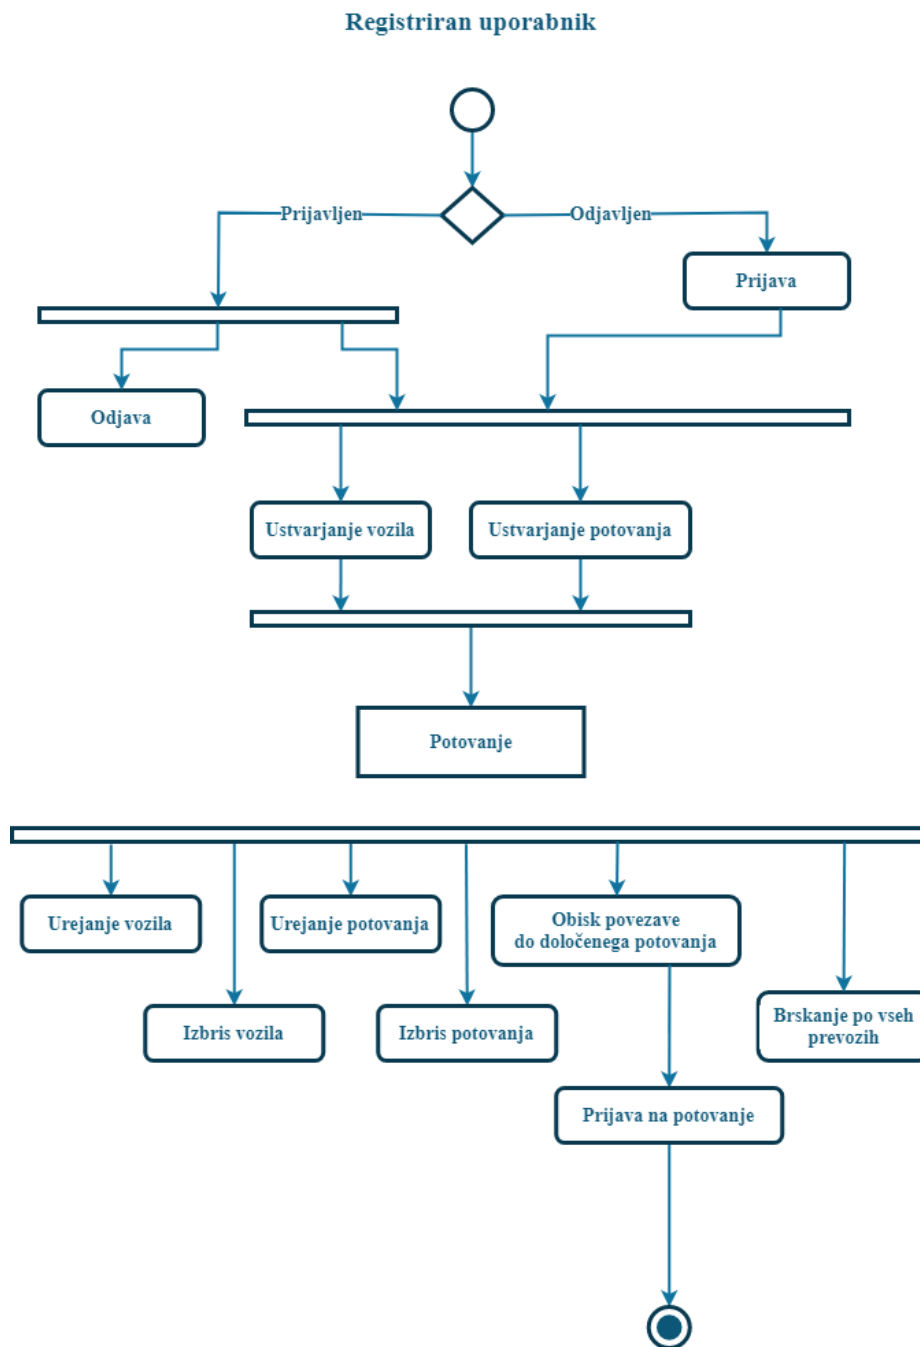 Registriran uporabnik
Prijavljen
Odjavljen
Prijava
Odjava
Ustvarjanje vozila
Ustvarjanje potovanja
Potovanje
Urejanje vozila
Urejanje potovanja
Obisk povezave
do določenega potovanja
Izbris vozila
Izbris potovanja
Brskanje po vseh
prevozih
Prijava na potovanje